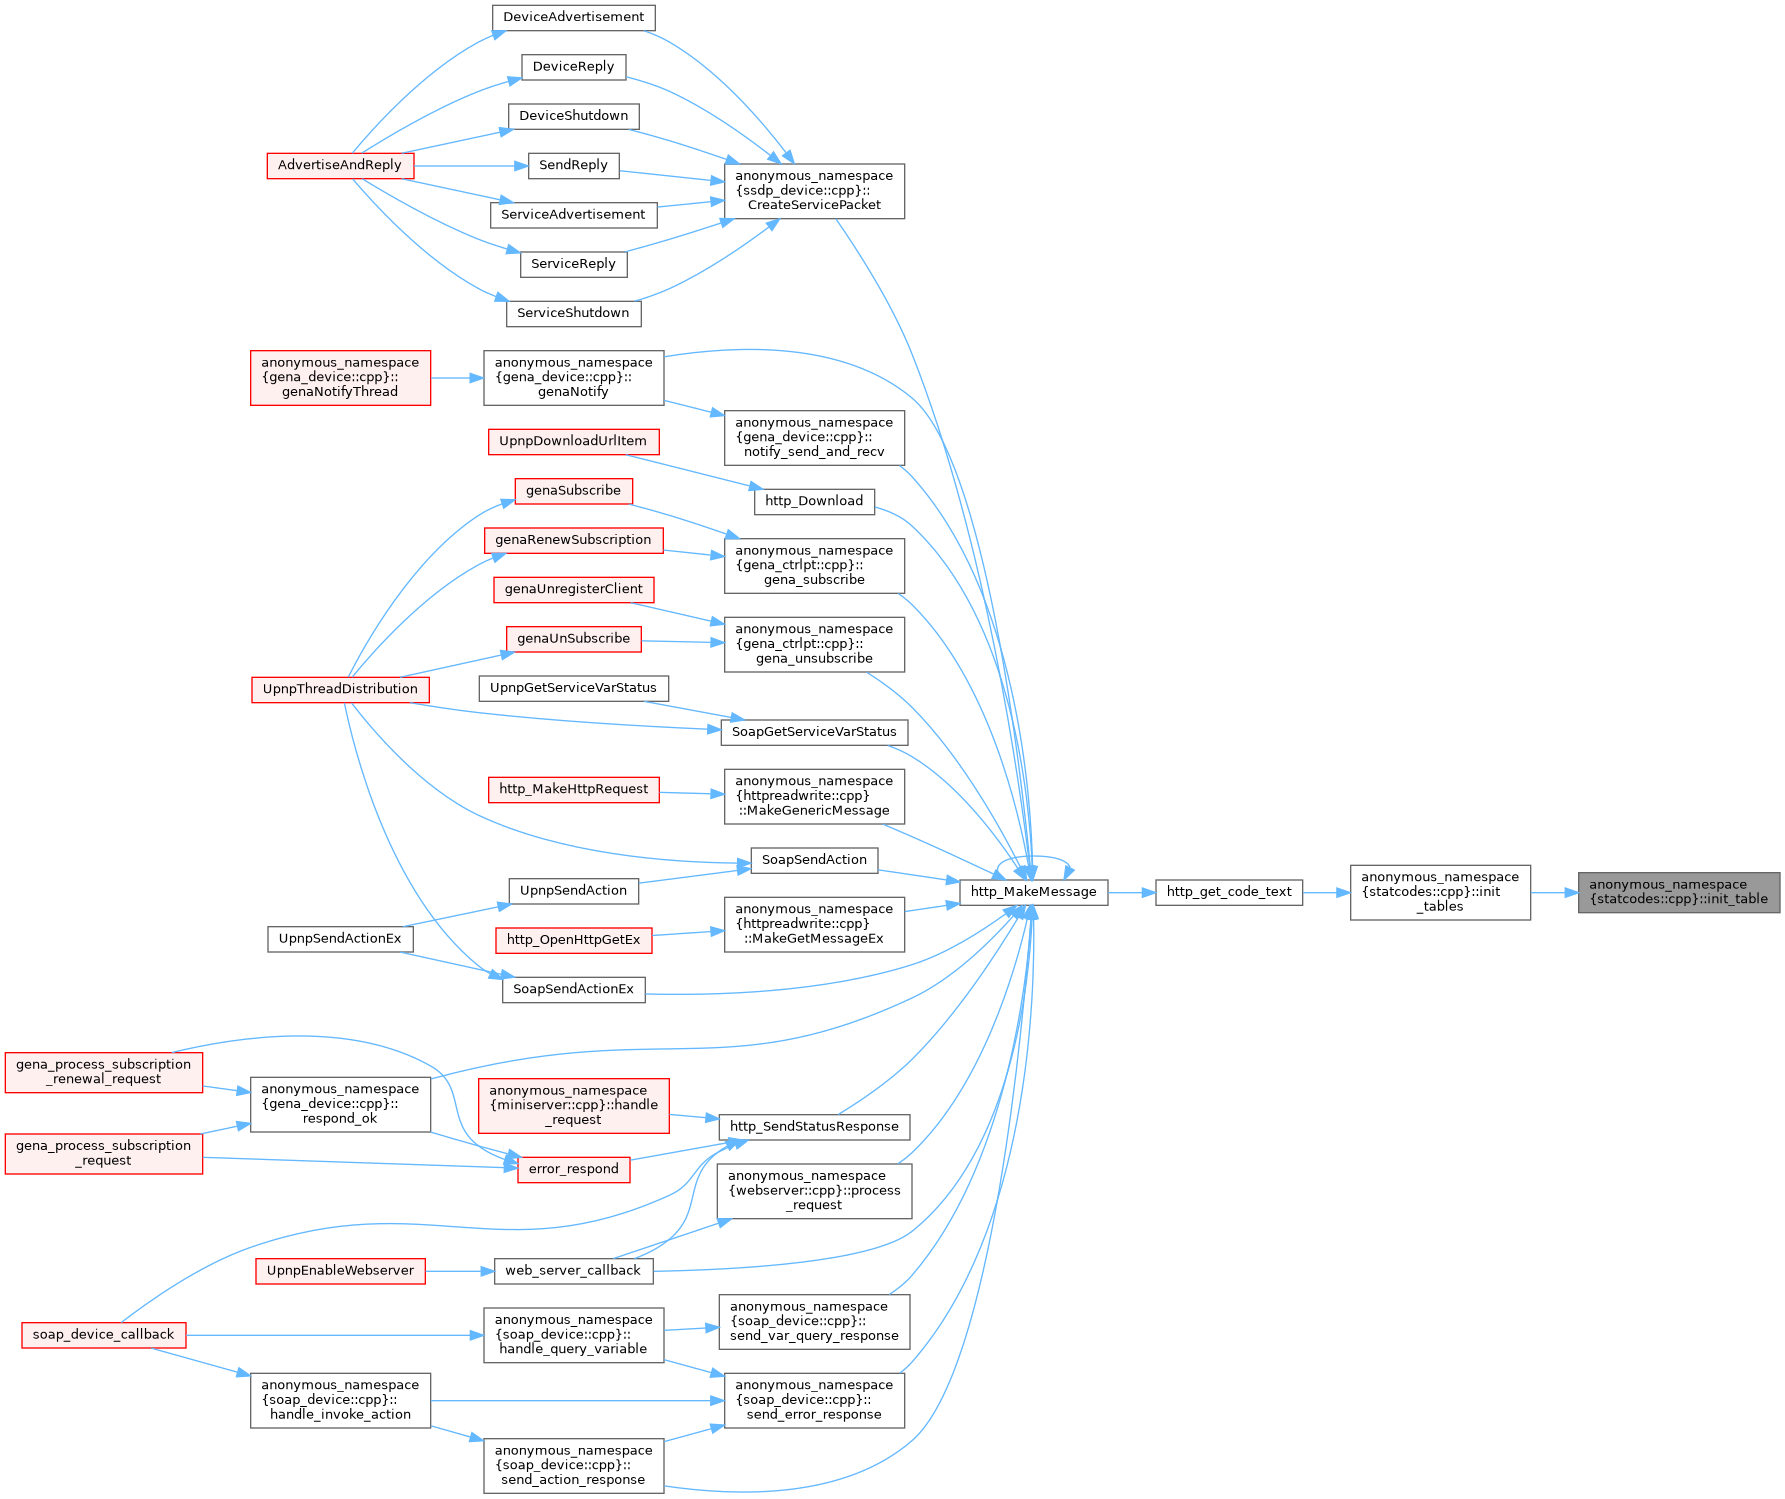 DeviceAdvertisement
DeviceReply
DeviceShutdown
AdvertiseAndReply
SendReply
anonymous_namespace
{ssdp_device::cpp}::
CreateServicePacket
ServiceAdvertisement
ServiceReply
ServiceShutdown
anonymous_namespace
{gena_device::cpp}::
genaNotifyThread
anonymous_namespace
{gena_device::cpp}::
genaNotify
anonymous_namespace
{gena_device::cpp}::
notify_send_and_recv
UpnpDownloadUrlItem
genaSubscribe
http_Download
genaRenewSubscription
anonymous_namespace
{gena_ctrlpt::cpp}::
gena_subscribe
genaUnregisterClient
genaUnSubscribe
anonymous_namespace
{gena_ctrlpt::cpp}::
gena_unsubscribe
UpnpThreadDistribution
UpnpGetServiceVarStatus
SoapGetServiceVarStatus
http_MakeHttpRequest
anonymous_namespace
{httpreadwrite::cpp}
::MakeGenericMessage
SoapSendAction
UpnpSendAction
http_MakeMessage
http_get_code_text
anonymous_namespace
{statcodes::cpp}::init
_tables
anonymous_namespace
{statcodes::cpp}::init_table
UpnpSendActionEx
http_OpenHttpGetEx
anonymous_namespace
{httpreadwrite::cpp}
::MakeGetMessageEx
SoapSendActionEx
gena_process_subscription
_renewal_request
anonymous_namespace
{gena_device::cpp}::
respond_ok
anonymous_namespace
{miniserver::cpp}::handle
_request
http_SendStatusResponse
gena_process_subscription
_request
error_respond
anonymous_namespace
{webserver::cpp}::process
_request
UpnpEnableWebserver
web_server_callback
soap_device_callback
anonymous_namespace
{soap_device::cpp}::
handle_query_variable
anonymous_namespace
{soap_device::cpp}::
send_var_query_response
anonymous_namespace
{soap_device::cpp}::
handle_invoke_action
anonymous_namespace
{soap_device::cpp}::
send_error_response
anonymous_namespace
{soap_device::cpp}::
send_action_response